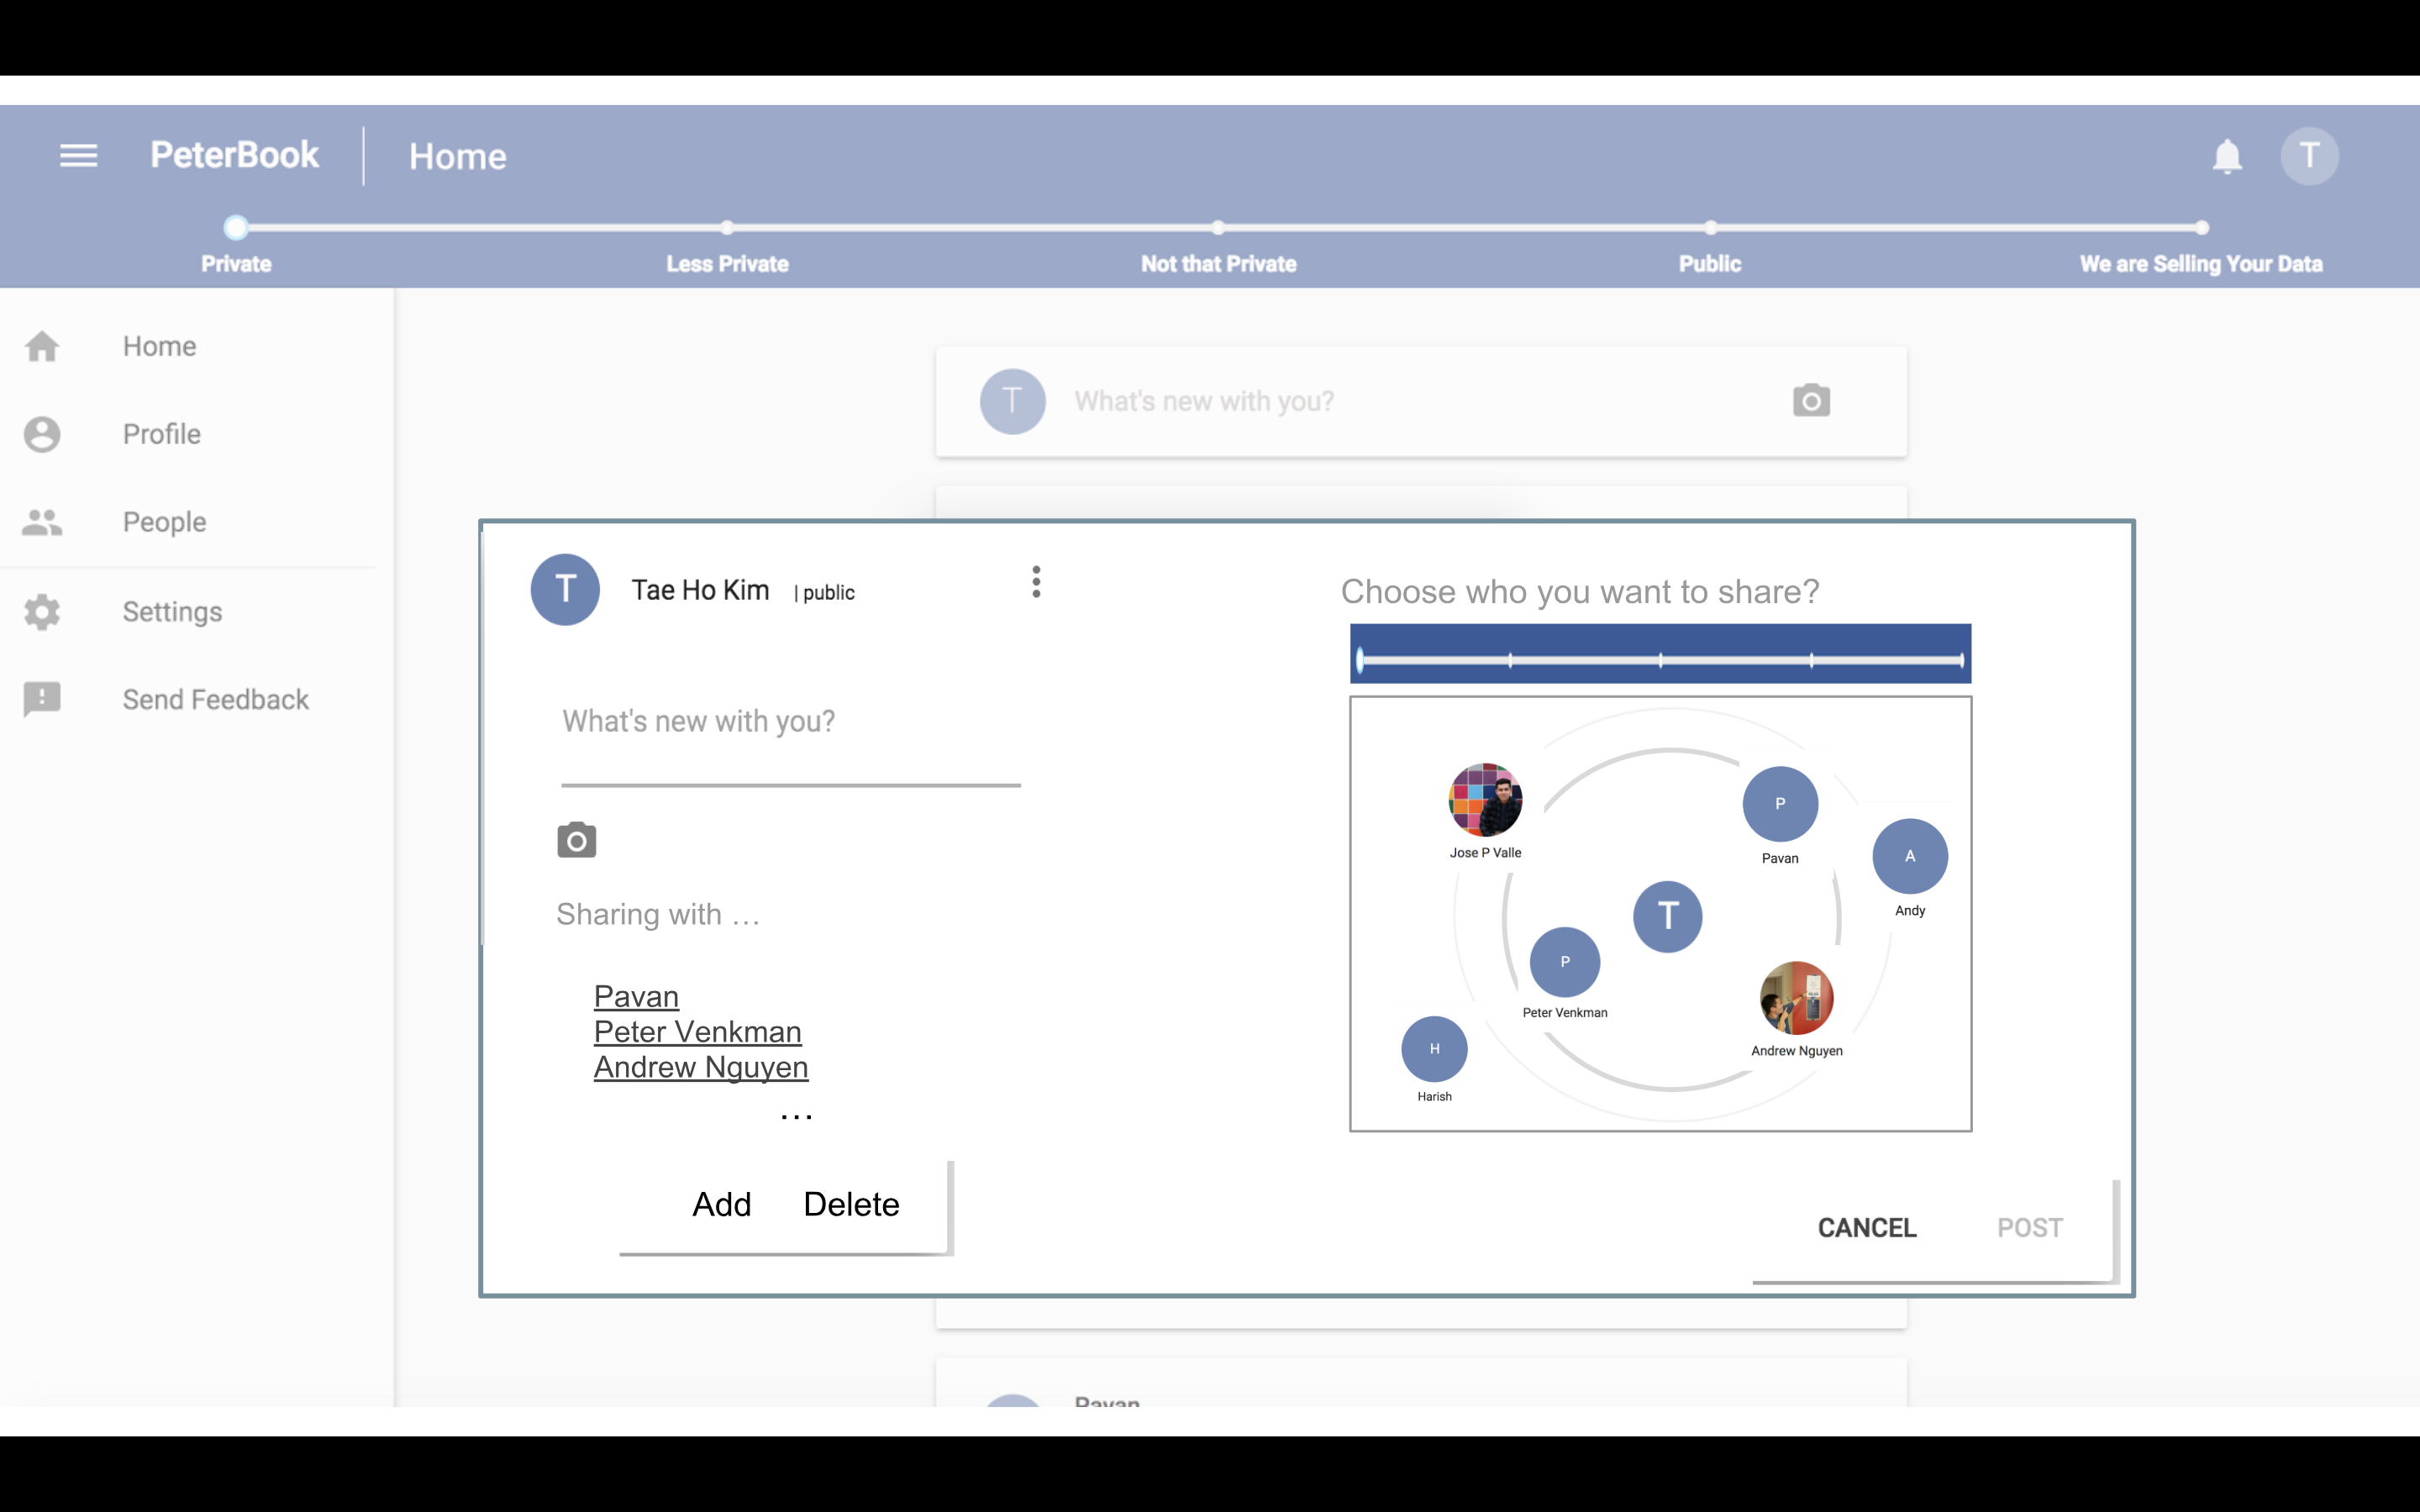 PeterBook
Home
T
Private
Less Private
Not that Private
Public
We are Selling Your Data
Home
Profile
People
Settings
Send Feedback
T
What's new with you?
T
Tae Ho Kim | public
What's new with you?
Sharing with …
Pavan
Peter Venkman
Andrew Nguyen
…
Add Delete
Choose who you want to share?
Jose P Valle
P
Pavan
A
Andy
T
P
Peter Venkman
Andrew Nguyen
H
Harish
CANCEL POST
Pavan